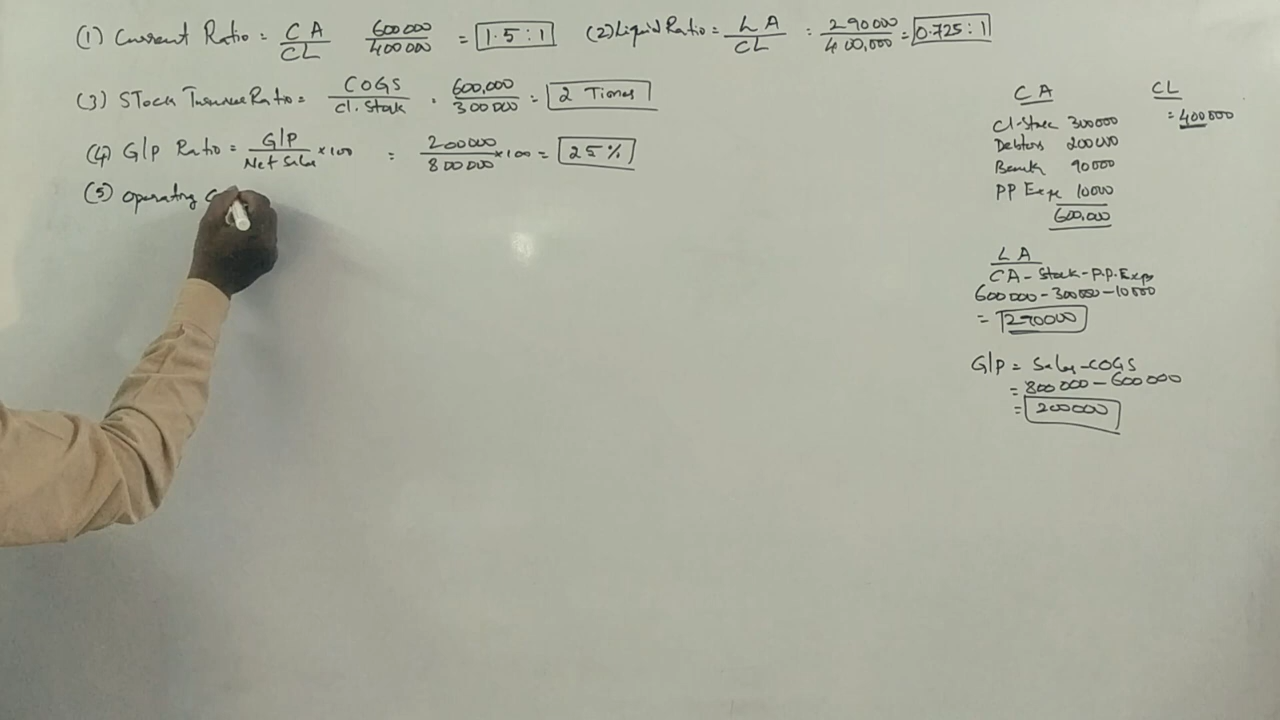 (1) Current Ratio = CA / CL 600000 / 400000 = 1.5:1 (2) Liquid Ratio = LA / CL : 290000 / 400,000 = 0.725:1
(3) Stock Ratio = COGS / Cl. Stock = 600,000 / 300000 = 2 Times
(4) G/P Ratio = G/P / Net Sales × 100 = 200000 / 800000 × 100 = 25%
(5) Operating
CA
Cl-Stock 300000
Debtors 200000
Bank 90000
PP Exp 10000
600,000
CL
= 400000
LA
CA - Stock - P.P. Exp
600000 - 300000 - 10000
= 290000
G/P = Sales - COGS
= 800000 - 600000
= 200000